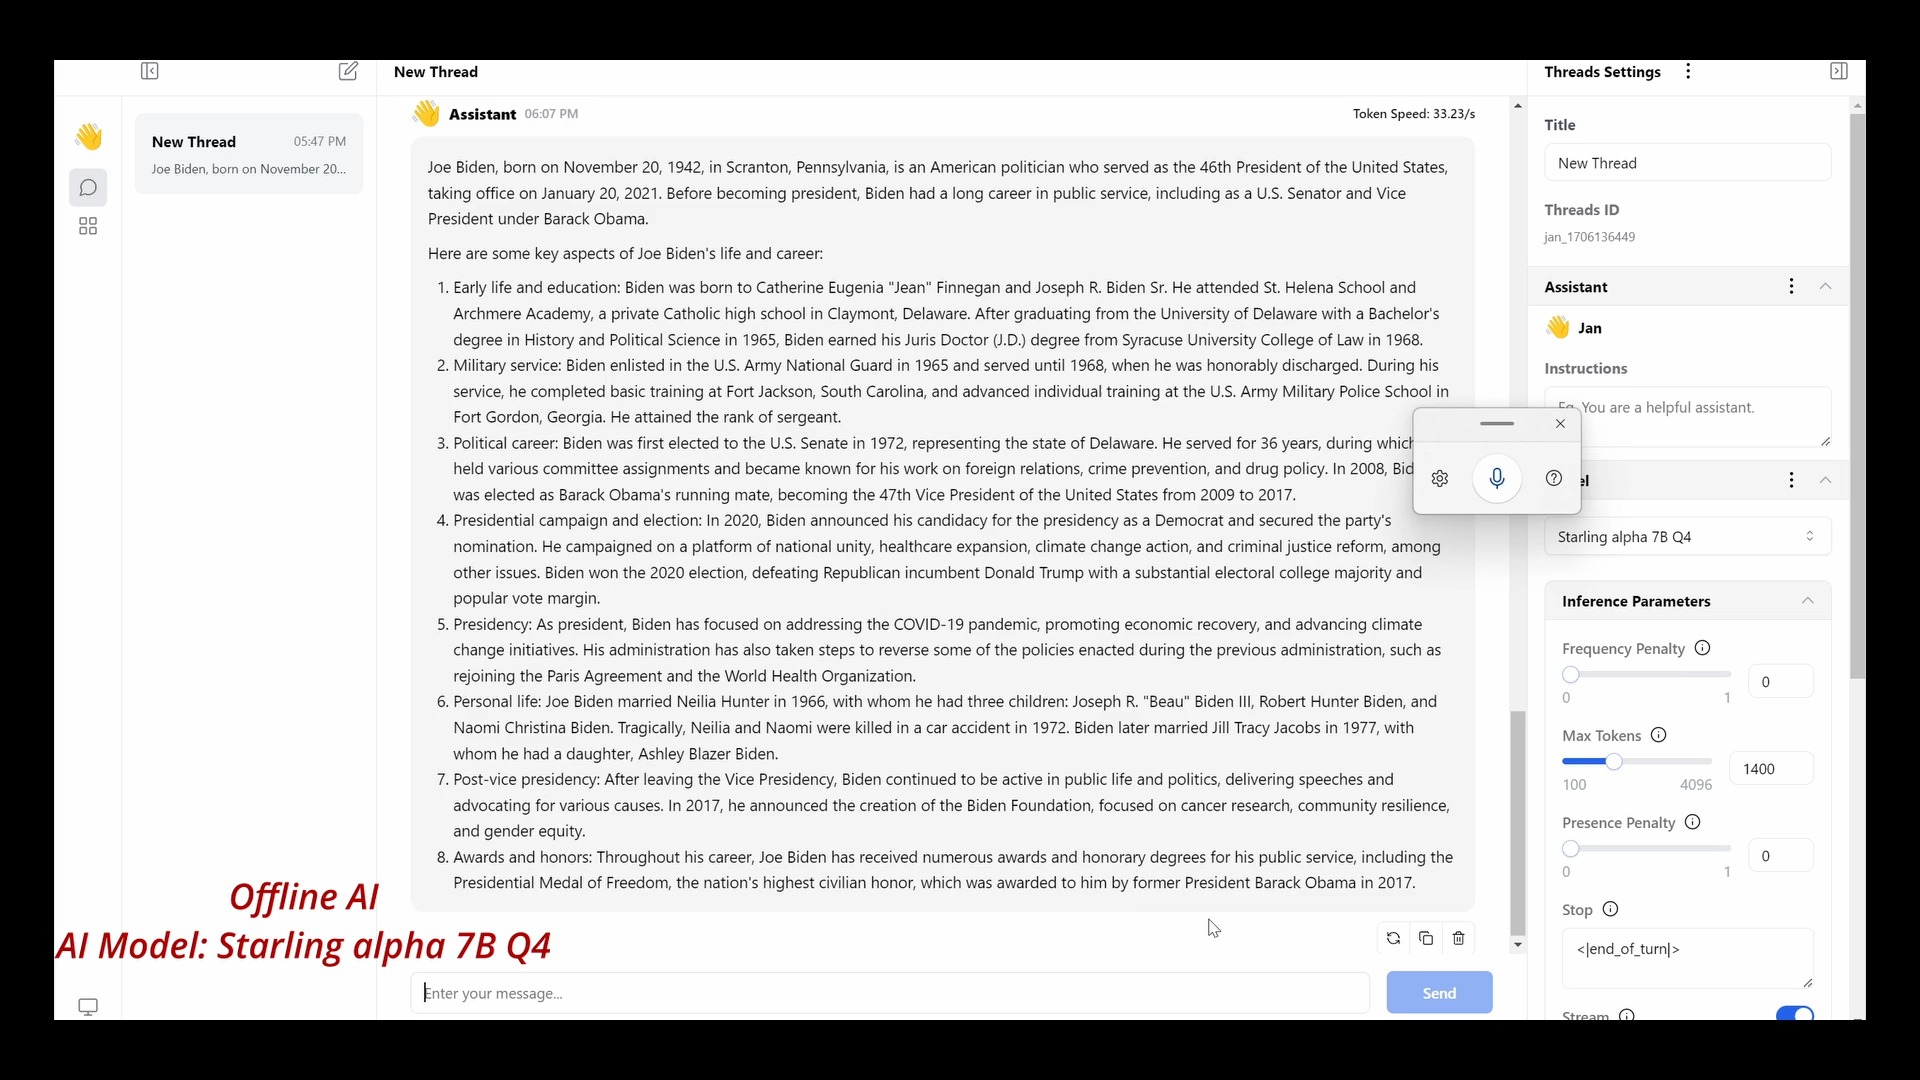 New Thread
Threads Settings
New Thread 05:47 PM
Joe Biden, born on November 20...
Assistant 06:07 PM
Token Speed: 33.23/s
Joe Biden, born on November 20, 1942, in Scranton, Pennsylvania, is an American politician who served as the 46th President of the United States,
taking office on January 20, 2021. Before becoming president, Biden had a long career in public service, including as a U.S. Senator and Vice
President under Barack Obama.
Here are some key aspects of Joe Biden's life and career:
1. Early life and education: Biden was born to Catherine Eugenia "Jean" Finnegan and Joseph R. Biden Sr. He attended St. Helena School and
Archmere Academy, a private Catholic high school in Claymont, Delaware. After graduating from the University of Delaware with a Bachelor's
degree in History and Political Science in 1965, Biden earned his Juris Doctor (J.D.) degree from Syracuse University College of Law in 1968.
2. Military service: Biden enlisted in the U.S. Army National Guard in 1965 and served until 1968, when he was honorably discharged. During his
service, he completed basic training at Fort Jackson, South Carolina, and advanced individual training at the U.S. Army Military Police School in
Fort Gordon, Georgia. He attained the rank of sergeant.
3. Political career: Biden was first elected to the U.S. Senate in 1972, representing the state of Delaware. He served for 36 years, during which
held various committee assignments and became known for his work on foreign relations, crime prevention, and drug policy. In 2008, Bid
was elected as Barack Obama's running mate, becoming the 47th Vice President of the United States from 2009 to 2017.
4. Presidential campaign and election: In 2020, Biden announced his candidacy for the presidency as a Democrat and secured the party's
nomination. He campaigned on a platform of national unity, healthcare expansion, climate change action, and criminal justice reform, among
other issues. Biden won the 2020 election, defeating Republican incumbent Donald Trump with a substantial electoral college majority and
popular vote margin.
5. Presidency: As president, Biden has focused on addressing the COVID-19 pandemic, promoting economic recovery, and advancing climate
change initiatives. His administration has also taken steps to reverse some of the policies enacted during the previous administration, such as
rejoining the Paris Agreement and the World Health Organization.
6. Personal life: Joe Biden married Neilia Hunter in 1966, with whom he had three children: Joseph R. "Beau" Biden III, Robert Hunter Biden, and
Naomi Christina Biden. Tragically, Neilia and Naomi were killed in a car accident in 1972. Biden later married Jill Tracy Jacobs in 1977, with
whom he had a daughter, Ashley Blazer Biden.
7. Post-vice presidency: After leaving the Vice Presidency, Biden continued to be active in public life and politics, delivering speeches and
advocating for various causes. In 2017, he announced the creation of the Biden Foundation, focused on cancer research, community resilience,
and gender equity.
8. Awards and honors: Throughout his career, Joe Biden has received numerous awards and honorary degrees for his public service, including the
Presidential Medal of Freedom, the nation's highest civilian honor, which was awarded to him by former President Barack Obama in 2017.
Offline AI
AI Model: Starling alpha 7B Q4
Enter your message...
Send
Title
New Thread
Threads ID
jan_1706136449
Assistant
Jan
Instructions
Eg. You are a helpful assistant.
el
Starling alpha 7B Q4
Inference Parameters
Frequency Penalty
0
0 1
Max Tokens
1400
100 4096
Presence Penalty
0
0 1
Stop
<|end_of_turn|>
Stream